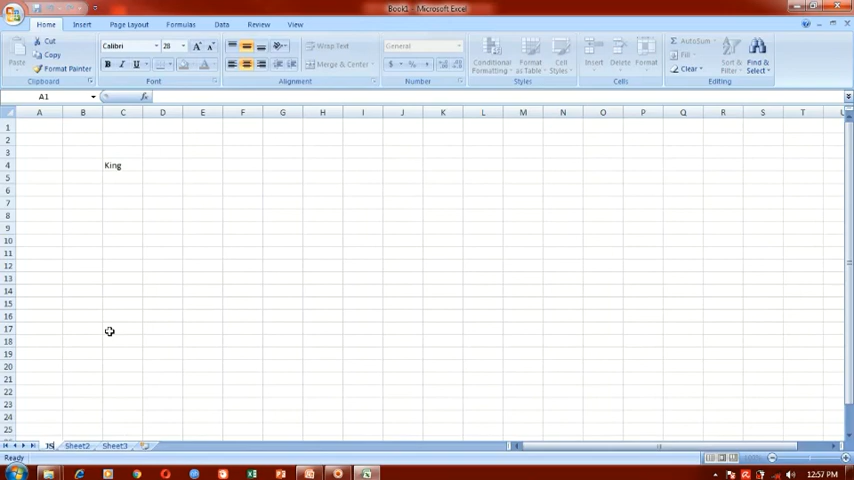 Book1 - Microsoft Excel
Home Insert Page Layout Formulas Data Review View
Paste
Cut
Copy
Format Painter
Clipboard
Calibri 28
B I U
Font
Wrap Text
Merge & Center
Alignment
General
$ % ,
Number
Conditional Formatting
Format as Table
Cell Styles
Styles
Insert Delete Format
Cells
Σ AutoSum
Fill
Clear
Sort & Filter
Find & Select
Editing
A1 fx
A B C D E F G H I J K L M N O P Q R S T U
1
2
3
4 King
5
6
7
8
9
10
11
12
13
14
15
16
17
18
19
20
21
22
23
24
25
JS Sheet2 Sheet3
Ready
12:57 PM